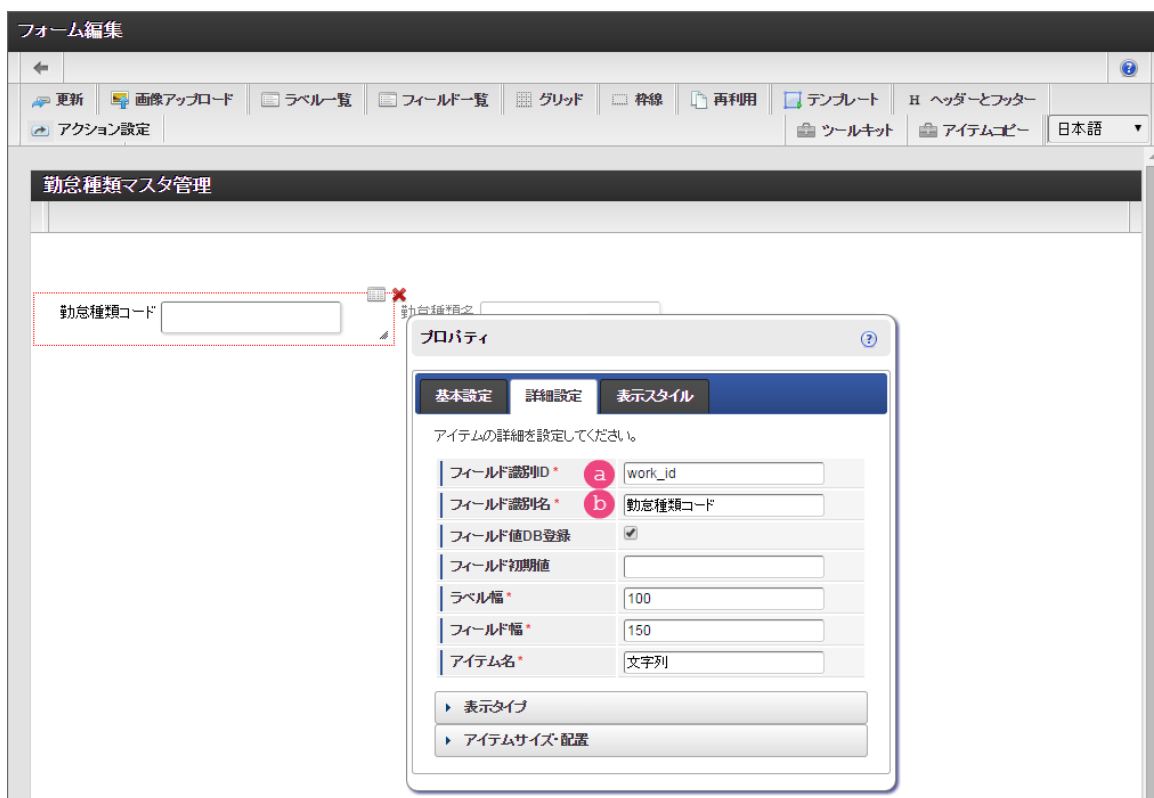 フォーム編集
更新 画像アップロード ラベル一覧 フィールド一覧 グリッド 枠線 再利用 テンプレート H ヘッダーとフッター
アクション設定 ツールキット アイテムコピー 日本語
勤怠種類マスタ管理
勤怠種類コード 勤怠種類名
プロパティ
基本設定 詳細設定 表示スタイル
アイテムの詳細を設定してください。
フィールド識別ID * a work_id
フィールド識別名 * b 勤怠種類コード
フィールド値DB登録
フィールド初期値
ラベル幅 * 100
フィールド幅 * 150
アイテム名 * 文字列
表示タイプ
アイテムサイズ・配置